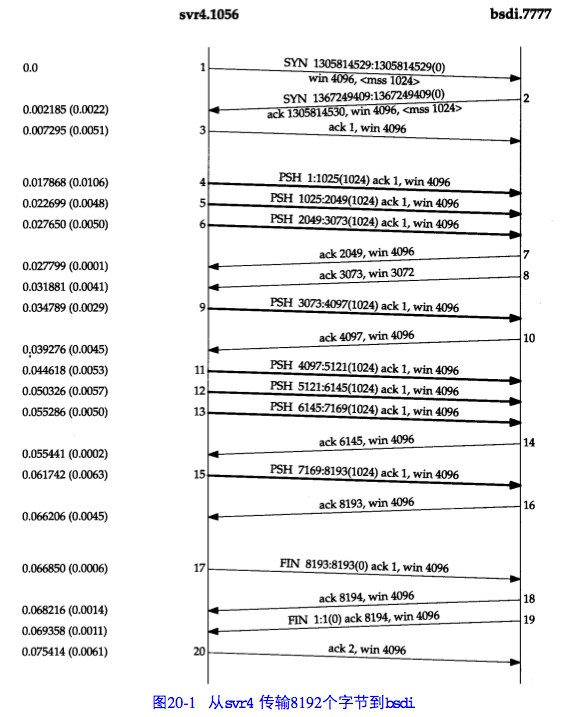 svr4.1056 bsdi.7777
0.0 1 SYN 1305814529:1305814529(0)
win 4096, <mss 1024>
SYN 1367249409:1367249409(0) 2
0.002185 (0.0022) ack 1305814530, win 4096, <mss 1024>
0.007295 (0.0051) 3 ack 1, win 4096
0.017868 (0.0106) 4 PSH 1:1025(1024) ack 1, win 4096
0.022699 (0.0048) 5 PSH 1025:2049(1024) ack 1, win 4096
0.027650 (0.0050) 6 PSH 2049:3073(1024) ack 1, win 4096
ack 2049, win 4096 7
0.027799 (0.0001) ack 3073, win 3072 8
0.031881 (0.0041)
0.034789 (0.0029) 9 PSH 3073:4097(1024) ack 1, win 4096
ack 4097, win 4096 10
0.039276 (0.0045)
0.044618 (0.0053) 11 PSH 4097:5121(1024) ack 1, win 4096
0.050326 (0.0057) 12 PSH 5121:6145(1024) ack 1, win 4096
0.055286 (0.0050) 13 PSH 6145:7169(1024) ack 1, win 4096
ack 6145, win 4096 14
0.055441 (0.0002)
0.061742 (0.0063) 15 PSH 7169:8193(1024) ack 1, win 4096
ack 8193, win 4096 16
0.066206 (0.0045)
0.066850 (0.0006) 17 FIN 8193:8193(0) ack 1, win 4096
ack 8194, win 4096 18
0.068216 (0.0014) FIN 1:1(0) ack 8194, win 4096 19
0.069358 (0.0011)
0.075414 (0.0061) 20 ack 2, win 4096
图20-1 从svr4 传输8192个字节到bsdi